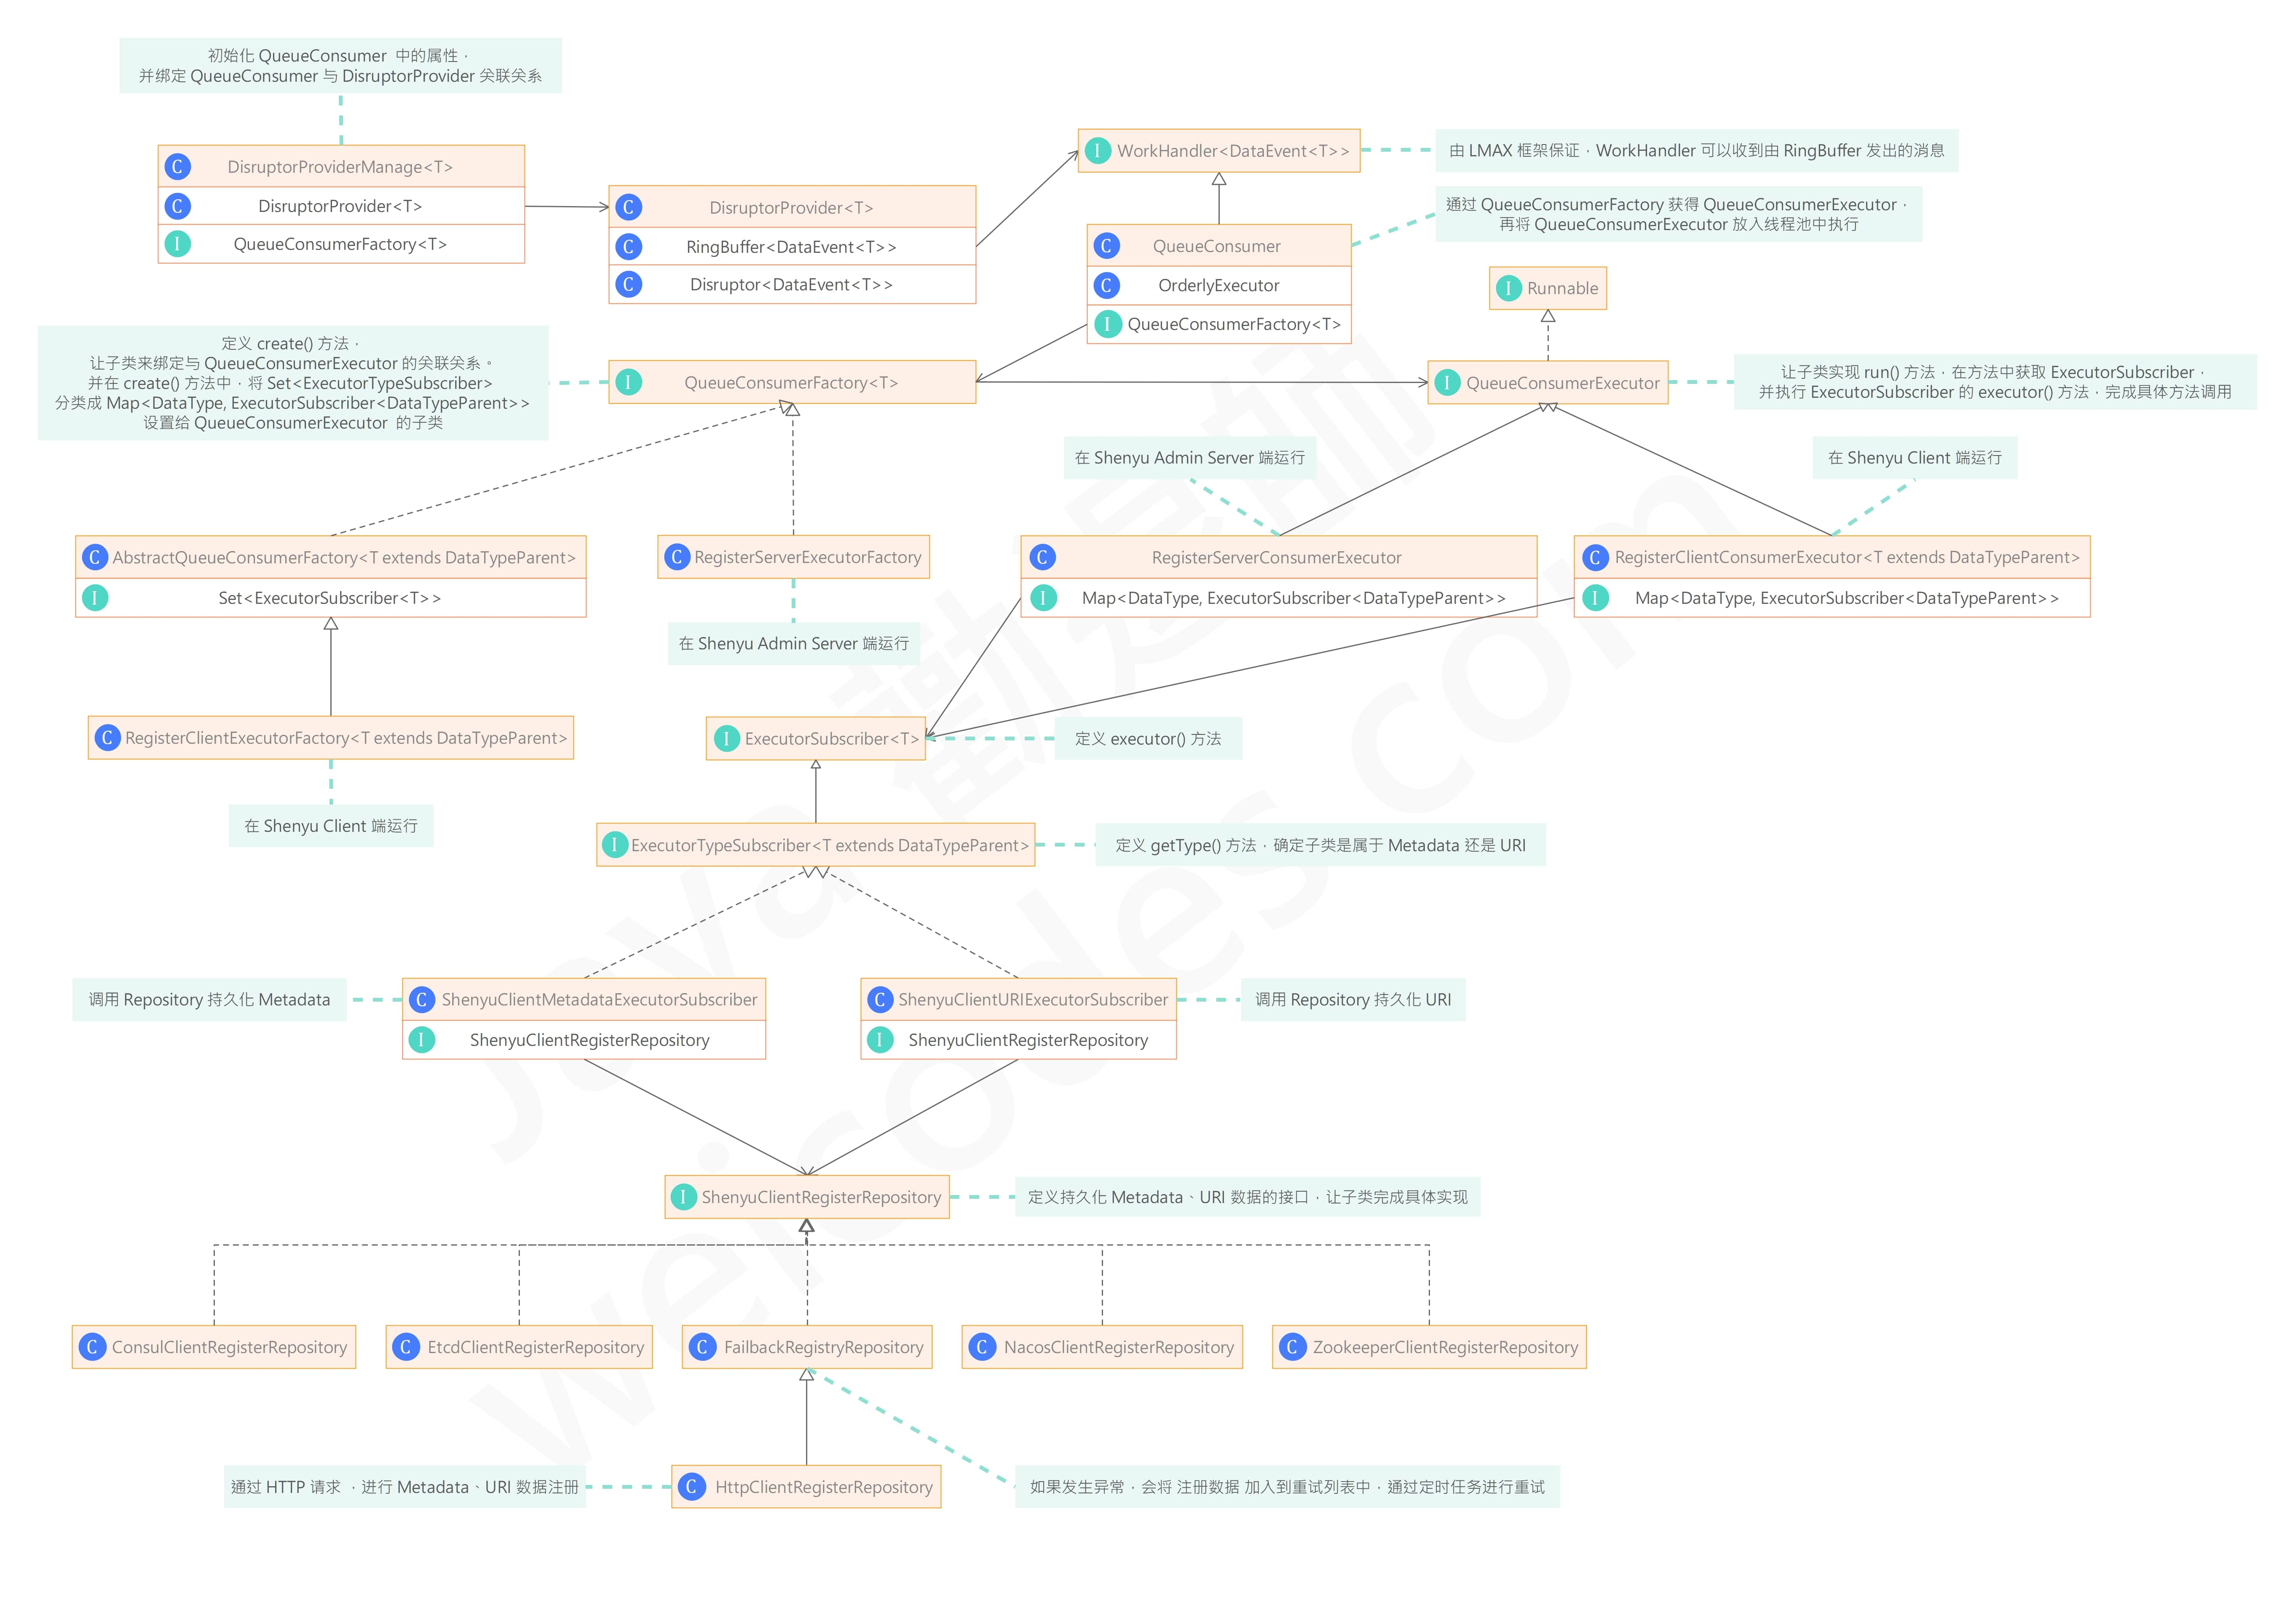 初始化 QueueConsumer 中的属性，
并绑定 QueueConsumer 与 DisruptorProvider 关联关系
C DisruptorProviderManage<T>
C DisruptorProvider<T>
I QueueConsumerFactory<T>
C DisruptorProvider<T>
C RingBuffer<DataEvent<T>>
C Disruptor<DataEvent<T>>
I WorkHandler<DataEvent<T>>
由 LMAX 框架保证，WorkHandler 可以收到由 RingBuffer 发出的消息
C QueueConsumer
C OrderlyExecutor
I QueueConsumerFactory<T>
通过 QueueConsumerFactory 获得 QueueConsumerExecutor，
再将 QueueConsumerExecutor 放入线程池中执行
I Runnable
定义 create() 方法，
让子类来绑定与 QueueConsumerExecutor 的关联关系。
并在 create() 方法中，将 Set<ExecutorTypeSubscriber>
分类成 Map<DataType, ExecutorSubscriber<DataTypeParent>>
设置给 QueueConsumerExecutor 的子类
I QueueConsumerFactory<T>
I QueueConsumerExecutor
让子类实现 run() 方法，在方法中获取 ExecutorSubscriber，
并执行 ExecutorSubscriber 的 executor() 方法，完成具体方法调用
在 Shenyu Admin Server 端运行
在 Shenyu Client 端运行
C AbstractQueueConsumerFactory<T extends DataTypeParent>
I Set<ExecutorSubscriber<T>>
C RegisterServerExecutorFactory
在 Shenyu Admin Server 端运行
C RegisterServerConsumerExecutor
I Map<DataType, ExecutorSubscriber<DataTypeParent>>
C RegisterClientConsumerExecutor<T extends DataTypeParent>
I Map<DataType, ExecutorSubscriber<DataTypeParent>>
C RegisterClientExecutorFactory<T extends DataTypeParent>
在 Shenyu Client 端运行
I ExecutorSubscriber<T>
定义 executor() 方法
I ExecutorTypeSubscriber<T extends DataTypeParent>
定义 getType() 方法，确定子类是属于 Metadata 还是 URI
调用 Repository 持久化 Metadata
C ShenyuClientMetadataExecutorSubscriber
I ShenyuClientRegisterRepository
C ShenyuClientURIExecutorSubscriber
I ShenyuClientRegisterRepository
调用 Repository 持久化 URI
I ShenyuClientRegisterRepository
定义持久化 Metadata、URI 数据的接口，让子类完成具体实现
C ConsulClientRegisterRepository
C EtcdClientRegisterRepository
C FailbackRegistryRepository
C NacosClientRegisterRepository
C ZookeeperClientRegisterRepository
通过 HTTP 请求 ，进行 Metadata、URI 数据注册
C HttpClientRegisterRepository
如果发生异常，会将 注册数据 加入到重试列表中，通过定时任务进行重试
Java 勸退師
weicodes.com